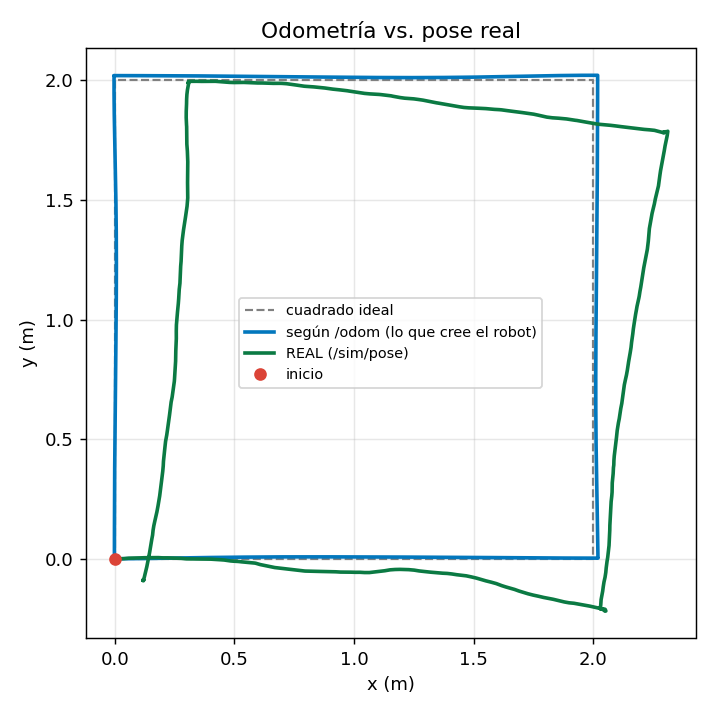 Odometría vs. pose real
2.0
1.5
1.0
0.5
0.0
y (m)
cuadrado ideal
según /odom (lo que cree el robot)
REAL (/sim/pose)
inicio
0.0 0.5 1.0 1.5 2.0
x (m)